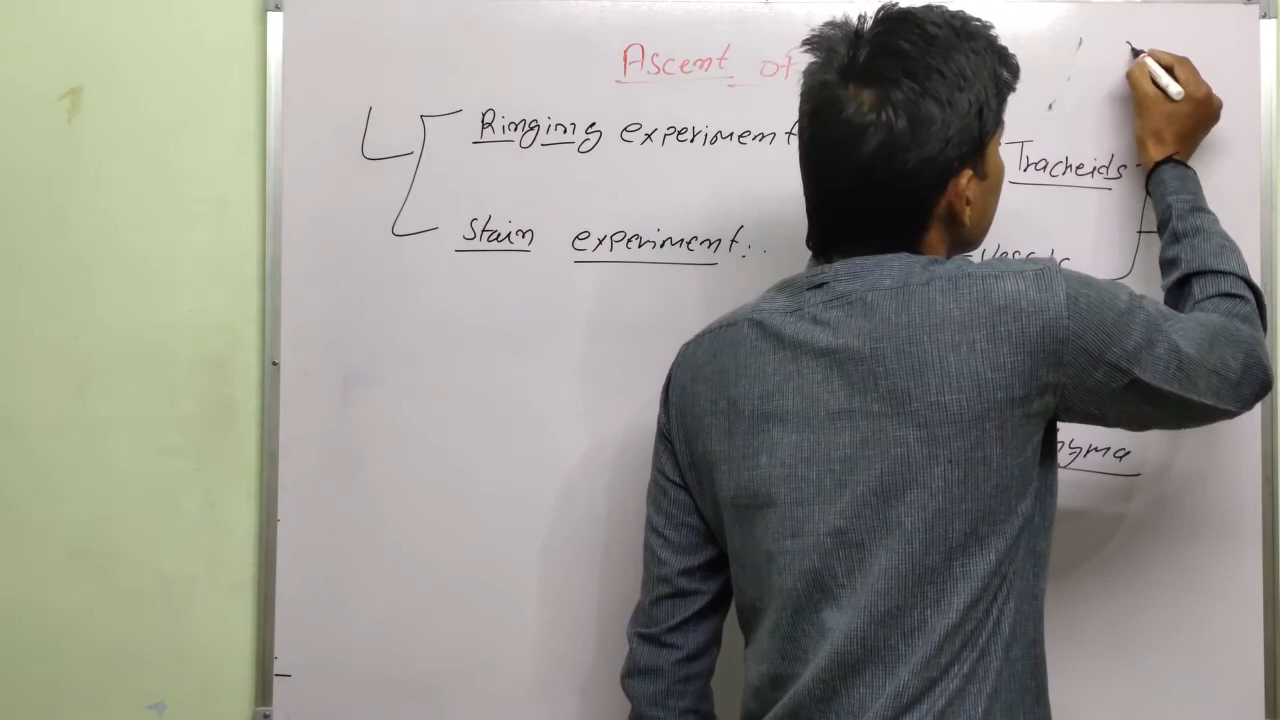 Ascent of
Ringing experiment
Tracheids
Stain experiment:.